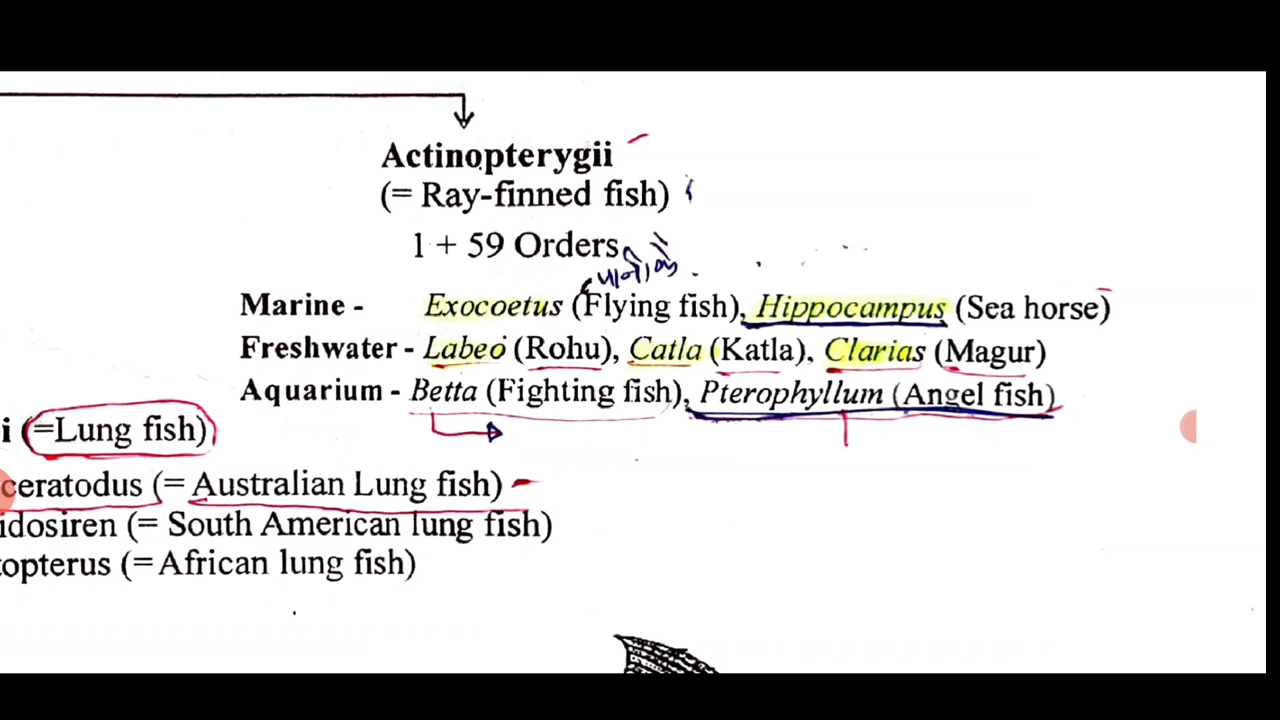 Actinopterygii
(= Ray-finned fish)
1 + 59 Orders
Marine - Exocoetus (Flying fish), Hippocampus (Sea horse)
Freshwater - Labeo (Rohu), Catla (Katla), Clarias (Magur)
Aquarium - Betta (Fighting fish), Pterophyllum (Angel fish)
i (=Lung fish)
ceratodus (= Australian Lung fish)
idosiren (= South American lung fish)
topterus (= African lung fish)